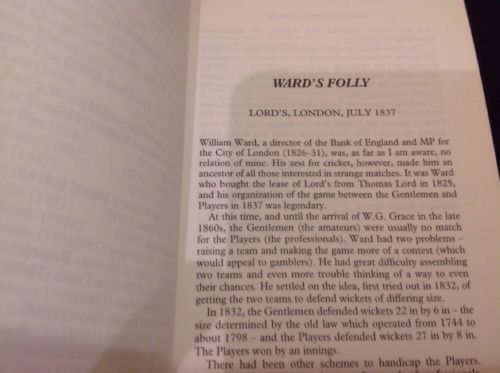 WARD'S FOLLY
LORD'S, LONDON, JULY 1837
William Ward, a director of the Bank of England and MP for
the City of London (1826–31), was, as far as I am aware, no
relation of mine. His zest for cricket, however, made him an
ancestor of all those interested in strange matches. It was Ward
who bought the lease of Lord's from Thomas Lord in 1825,
and his organization of the game between the Gentlemen and
Players in 1837 was legendary.
At this time, and until the arrival of W.G. Grace in the late
1860s, the Gentlemen (the amateurs) were usually no match
for the Players (the professionals). Ward had two problems –
raising a team and making the game more of a contest (which
would appeal to gamblers). He had great difficulty assembling
two teams and even more trouble thinking of a way to even
their chances. He settled on the idea, first tried out in 1832, of
getting the two teams to defend wickets of differing size.
In 1832, the Gentlemen defended wickets 22 in by 6 in – the
size determined by the old law which operated from 1744 to
about 1798 – and the Players defended wickets 27 in by 8 in.
The Players won by an innings.
There had been other schemes to handicap the Players.